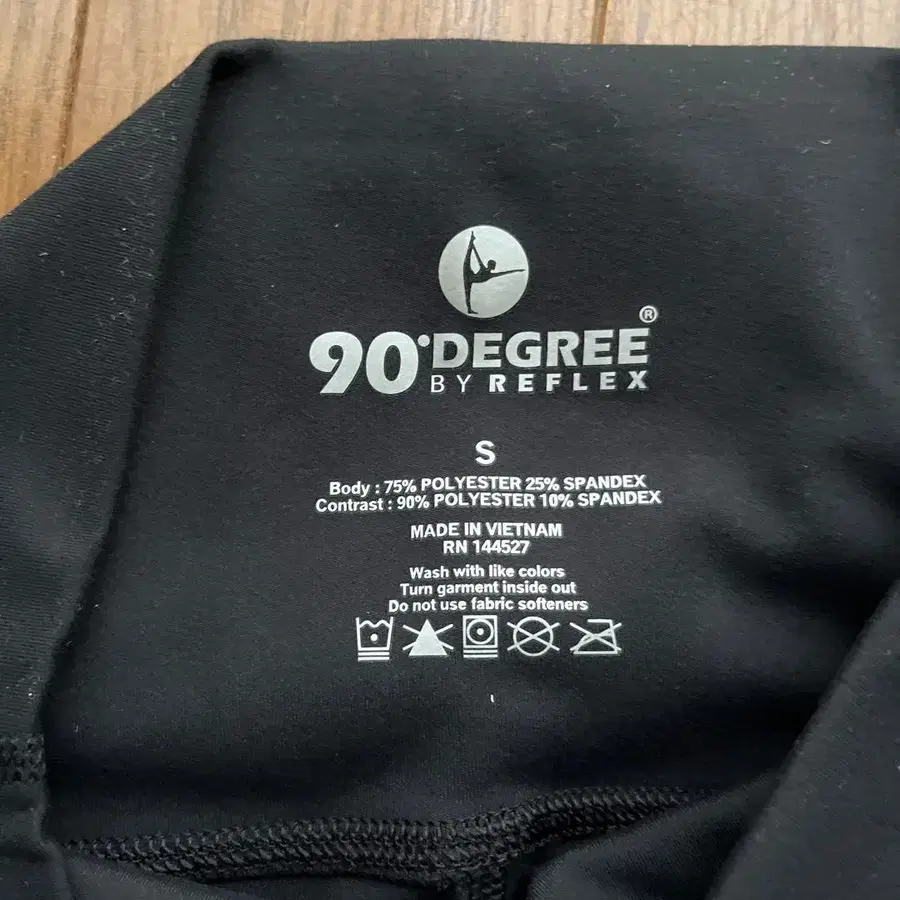 90°DEGREE®
BY REFLEX
S
Body : 75% POLYESTER 25% SPANDEX
Contrast : 90% POLYESTER 10% SPANDEX
MADE IN VIETNAM
RN 144527
Wash with like colors
Turn garment inside out
Do not use fabric softeners